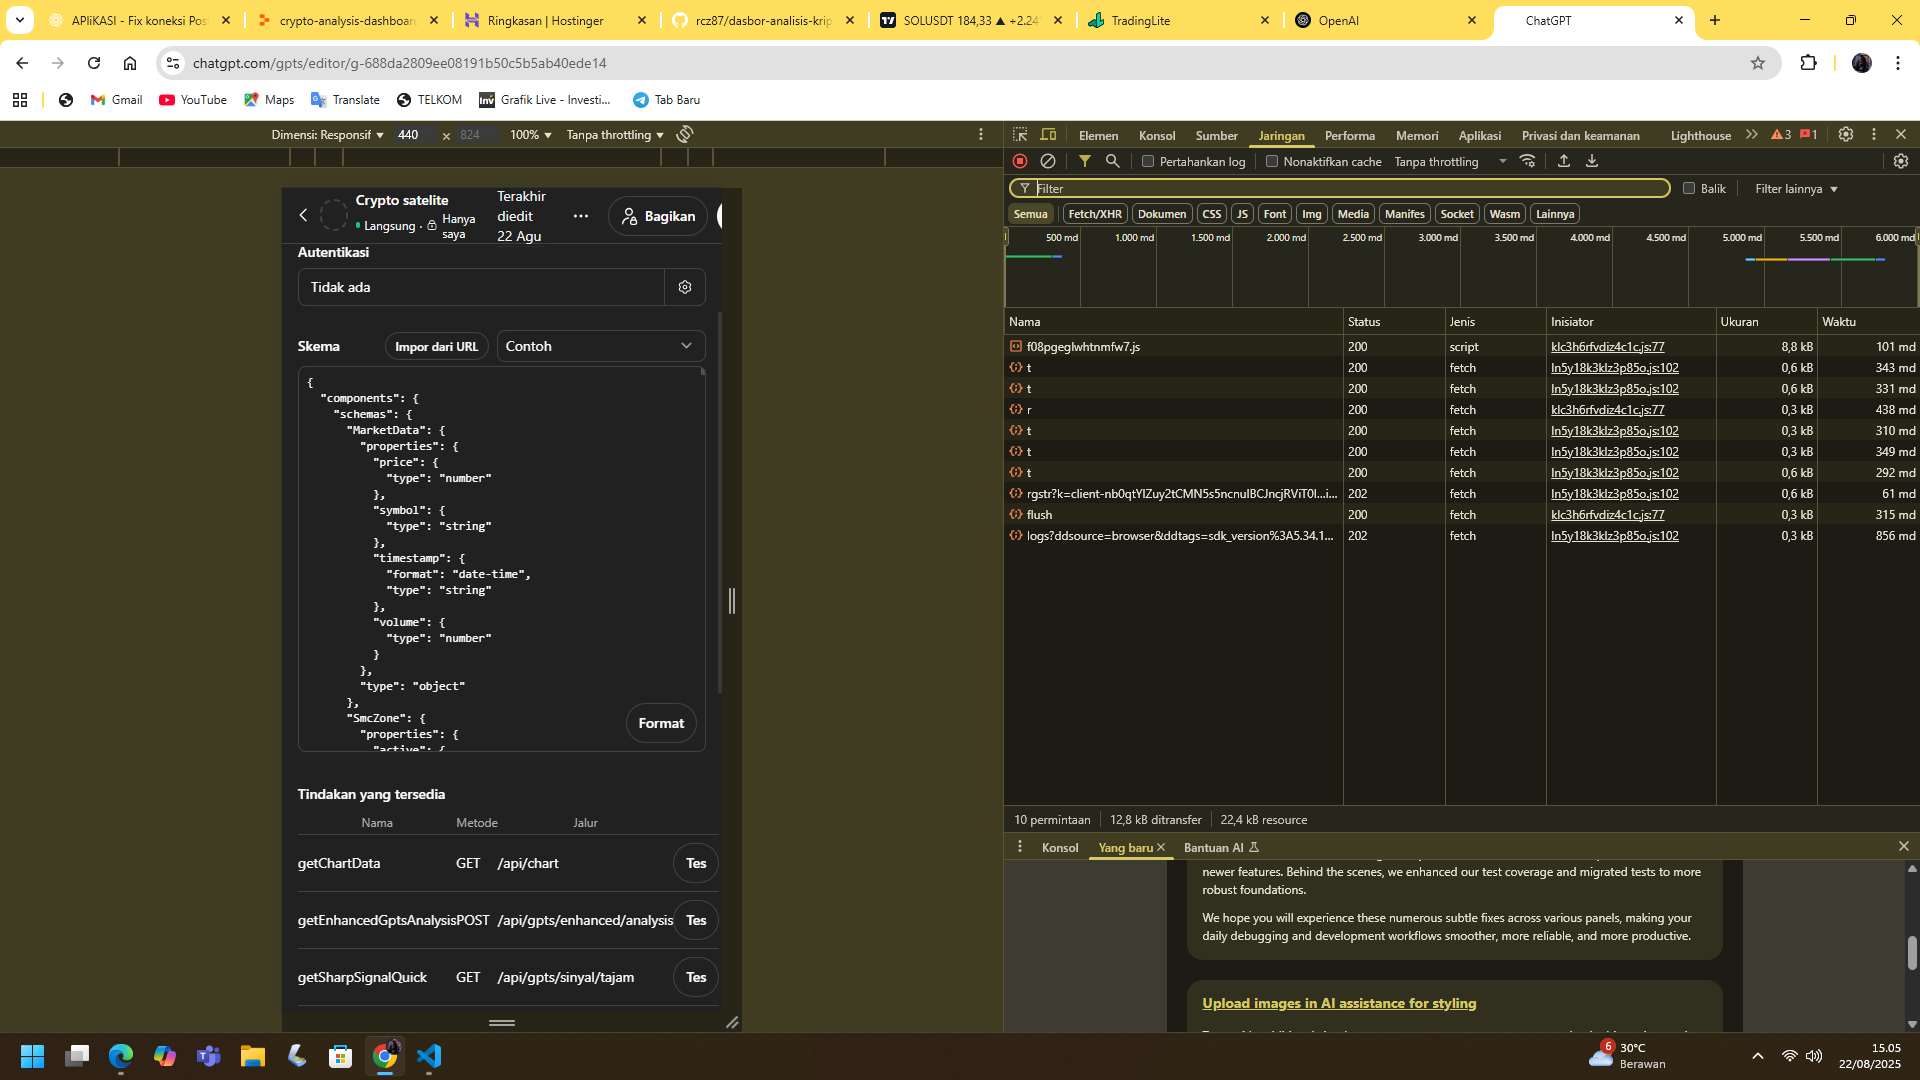 APliKASI - Fix koneksi Pos
crypto-analysis-dashboar
Ringkasan | Hostinger
rcz87/dasbor-analisis-krip
SOLUSDT 184,33 ▲ +2.24
TradingLite
OpenAI
ChatGPT
chatgpt.com/gpts/editor/g-688da2809ee08191b50c5b5ab40ede14
Gmail
YouTube
Maps
Translate
TELKOM
Grafik Live - Investi...
Tab Baru
Dimensi: Responsif
440
×
824
100%
Tanpa throttling
Crypto satelite
Langsung · Hanya saya
Terakhir diedit 22 Agu
Bagikan
Autentikasi
Tidak ada
Skema
Impor dari URL
Contoh
{
"components": {
"schemas": {
"MarketData": {
"properties": {
"price": {
"type": "number"
},
"symbol": {
"type": "string"
},
"timestamp": {
"format": "date-time",
"type": "string"
},
"volume": {
"type": "number"
}
},
"type": "object"
},
"SmcZone": {
"properties": {
"active": {
Format
Tindakan yang tersedia
Nama Metode Jalur
getChartData GET /api/chart Tes
getEnhancedGptsAnalysis POST /api/gpts/enhanced/analysis Tes
getSharpSignalQuick GET /api/gpts/sinyal/tajam Tes
Elemen Konsol Sumber Jaringan Performa Memori Aplikasi Privasi dan keamanan Lighthouse 3 1
Pertahankan log Nonaktifkan cache Tanpa throttling
Filter
Balik
Filter lainnya
Semua Fetch/XHR Dokumen CSS JS Font Img Media Manifes Socket Wasm Lainnya
500 md 1.000 md 1.500 md 2.000 md 2.500 md 3.000 md 3.500 md 4.000 md 4.500 md 5.000 md 5.500 md 6.000 md
Nama Status Jenis Inisiator Ukuran Waktu
f08pgeglwhtnmfw7.js 200 script klc3h6rfvdiz4c1c.js:77 8,8 kB 101 md
t 200 fetch ln5y18k3klz3p85o.js:102 0,6 kB 343 md
t 200 fetch ln5y18k3klz3p85o.js:102 0,6 kB 331 md
r 200 fetch klc3h6rfvdiz4c1c.js:77 0,3 kB 438 md
t 200 fetch ln5y18k3klz3p85o.js:102 0,3 kB 310 md
t 200 fetch ln5y18k3klz3p85o.js:102 0,3 kB 349 md
t 200 fetch ln5y18k3klz3p85o.js:102 0,6 kB 292 md
rgstr?k=client-nb0qtYlZuy2tCMN5s5ncnuIBCJncjRViT0l...i... 202 fetch ln5y18k3klz3p85o.js:102 0,6 kB 61 md
flush 200 fetch klc3h6rfvdiz4c1c.js:77 0,3 kB 315 md
logs?ddsource=browser&ddtags=sdk_version%3A5.34.1... 202 fetch ln5y18k3klz3p85o.js:102 0,3 kB 856 md
10 permintaan 12,8 kB ditransfer 22,4 kB resource
Konsol Yang baru Bantuan AI
newer features. Behind the scenes, we enhanced our test coverage and migrated tests to more
robust foundations.
We hope you will experience these numerous subtle fixes across various panels, making your
daily debugging and development workflows smoother, more reliable, and more productive.
Upload images in AI assistance for styling
6
30°C
Berawan
15.05
22/08/2025